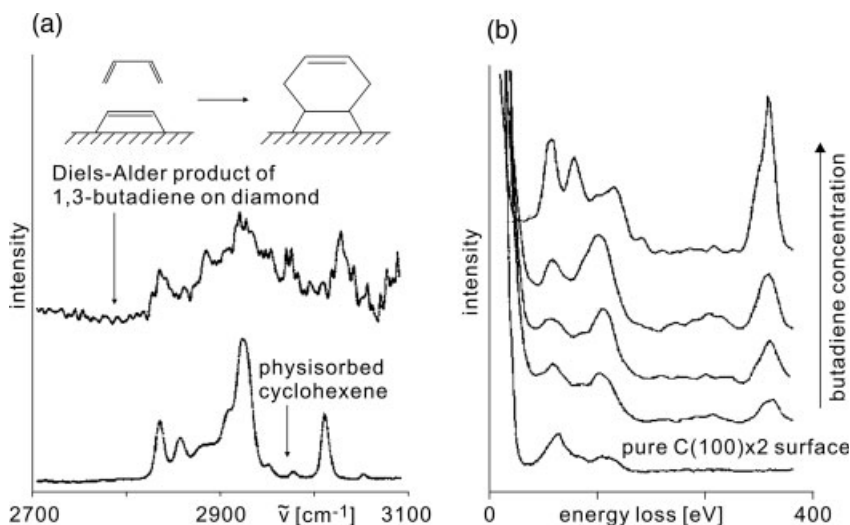 (a)
Diels-Alder product of
1,3-butadiene on diamond
intensity
physisorbed
cyclohexene
2700 2900 ν̃ [cm⁻¹] 3100
(b)
intensity
butadiene concentration
pure C(100)x2 surface
0 energy loss [eV] 400